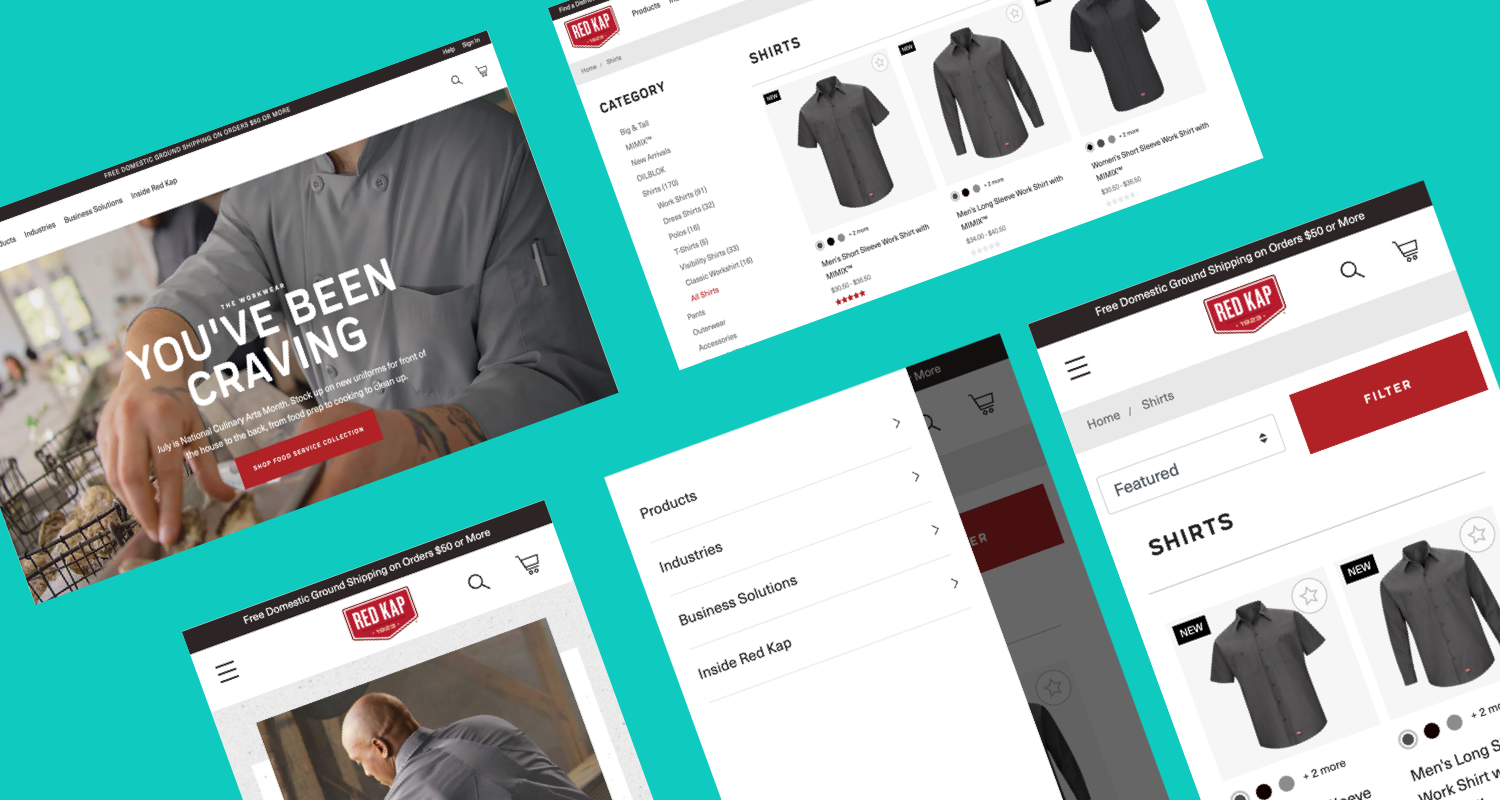 Help Sign In
FREE DOMESTIC GROUND SHIPPING ON ORDERS $50 OR MORE
Industries Business Solutions Inside Red Kap
THE WORKWEAR
YOU'VE BEEN
CRAVING
July is National Culinary Arts Month. Stock up on new uniforms for front of
the house to the back, from food prep to cooking to clean up.
SHOP FOOD SERVICE COLLECTION
RED KAP
1923
Products
Home / Shirts
CATEGORY
Big & Tall
MIMIX™
New Arrivals
OILBLOK
Shirts (170)
Work Shirts (91)
Dress Shirts (32)
Polos (16)
T-Shirts (5)
Visibility Shirts (33)
Classic Workshirt (16)
All Shirts
Pants
Outerwear
Accessories
SHIRTS
NEW
+ 2 more
Men's Short Sleeve Work Shirt with
MIMIX™
$30.50 - $36.50
NEW
+ 2 more
Men's Long Sleeve Work Shirt with
MIMIX™
$34.00 - $40.50
+ 2 more
Women's Short Sleeve Work Shirt with
MIMIX™
$30.50 - $36.50
Free Domestic Ground Shipping on Orders $50 or More
RED KAP
1923
More
ER
Products
Industries
Business Solutions
Inside Red Kap
Free Domestic Ground Shipping on Orders $50 or More
RED KAP
1923
Home / Shirts
Featured
FILTER
SHIRTS
NEW
NEW
+ 2 more
+ 2 mo
Men's Long S
Work Shirt w
eeve